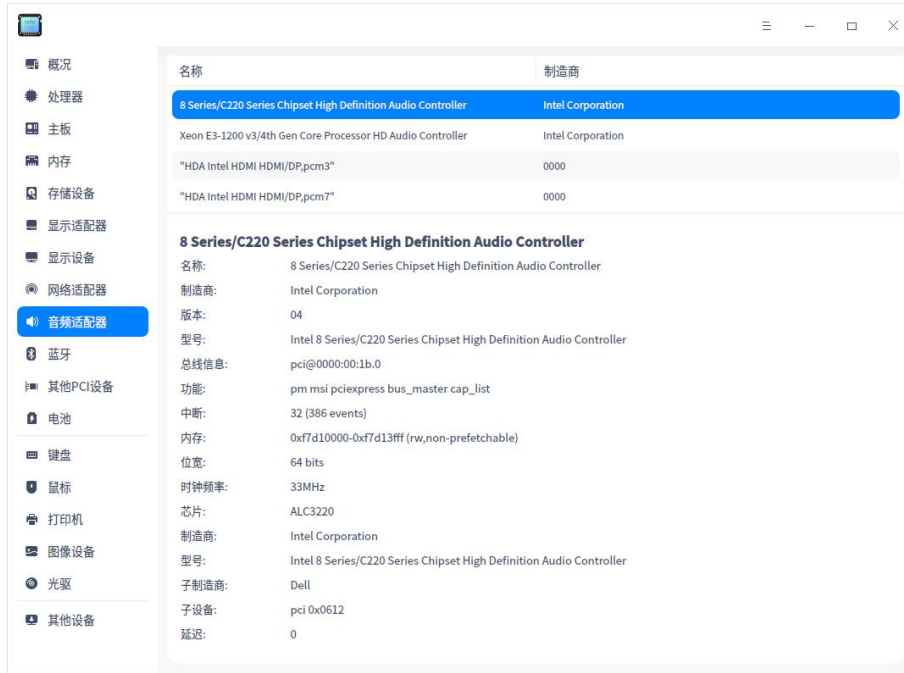 概况
处理器
主板
内存
存储设备
显示适配器
显示设备
网络适配器
音频适配器
蓝牙
其他PCI设备
电池
键盘
鼠标
打印机
图像设备
光驱
其他设备
名称 制造商
8 Series/C220 Series Chipset High Definition Audio Controller Intel Corporation
Xeon E3-1200 v3/4th Gen Core Processor HD Audio Controller Intel Corporation
"HDA Intel HDMI HDMI/DP,pcm3" 0000
"HDA Intel HDMI HDMI/DP,pcm7" 0000
8 Series/C220 Series Chipset High Definition Audio Controller
名称: 8 Series/C220 Series Chipset High Definition Audio Controller
制造商: Intel Corporation
版本: 04
型号: Intel 8 Series/C220 Series Chipset High Definition Audio Controller
总线信息: pci@0000:00:1b.0
功能: pm msi pciexpress bus_master cap_list
中断: 32 (386 events)
内存: 0xf7d10000-0xf7d13fff (rw,non-prefetchable)
位宽: 64 bits
时钟频率: 33MHz
芯片: ALC3220
制造商: Intel Corporation
型号: Intel 8 Series/C220 Series Chipset High Definition Audio Controller
子制造商: Dell
子设备: pci 0x0612
延迟: 0